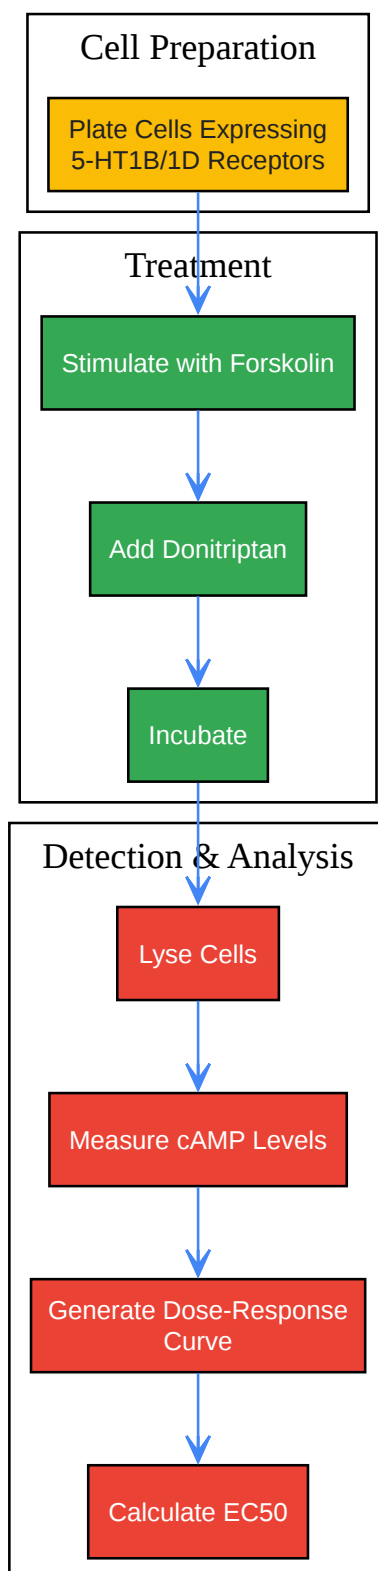 Cell Preparation
Plate Cells Expressing
5-HT1B/1D Receptors
Treatment
Stimulate with Forskolin
Add Donitriptan
Incubate
Detection & Analysis
Lyse Cells
Measure cAMP Levels
Generate Dose-Response
Curve
Calculate EC50